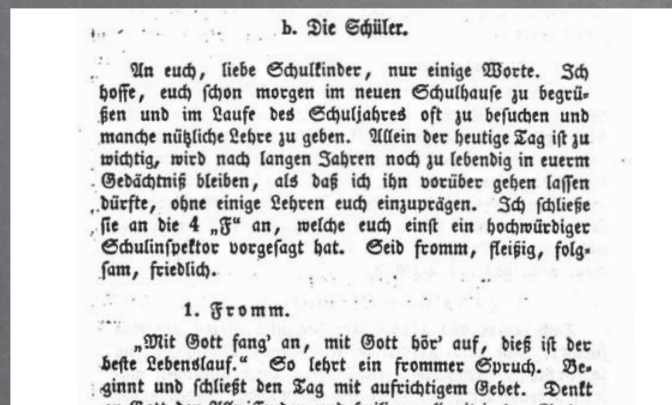 b. Die Schüler.
An euch, liebe Schulkinder, nur einige Worte. Ich
hoffe, euch schon morgen im neuen Schulhause zu begrü-
ßen und im Laufe des Schuljahres oft zu besuchen und
manche nützliche Lehre zu geben. Allein der heutige Tag ist zu
wichtig, wird nach langen Jahren noch zu lebendig in euerm
Gedächtniß bleiben, als daß ich ihn vorüber gehen lassen
dürfte, ohne einige Lehren euch einzuprägen. Ich schließe
sie an die 4 „F“ an, welche euch einst ein hochwürdiger
Schulinspektor vorgesagt hat. Seid fromm, fleißig, folg-
sam, friedlich.
1. Fromm.
„Mit Gott fang' an, mit Gott hör' auf, dieß ist der
beste Lebenslauf.“ So lehrt ein frommer Spruch. Be-
ginnt und schließt den Tag mit aufrichtigem Gebet. Denkt